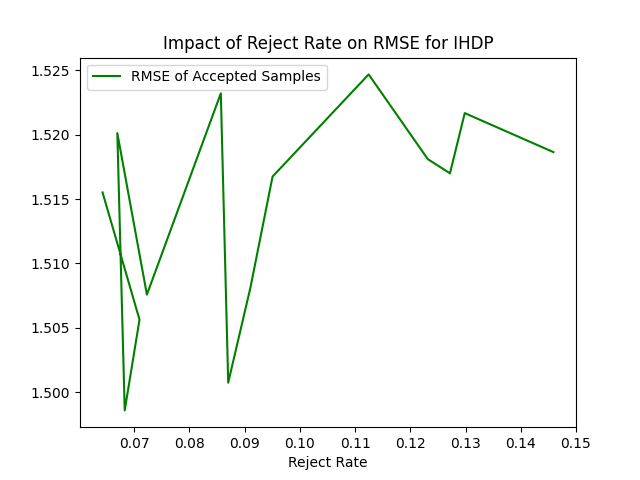 Impact of Reject Rate on RMSE for IHDP
RMSE of Accepted Samples
1.525
1.520
1.515
1.510
1.505
1.500
0.07 0.08 0.09 0.10 0.11 0.12 0.13 0.14 0.15
Reject Rate